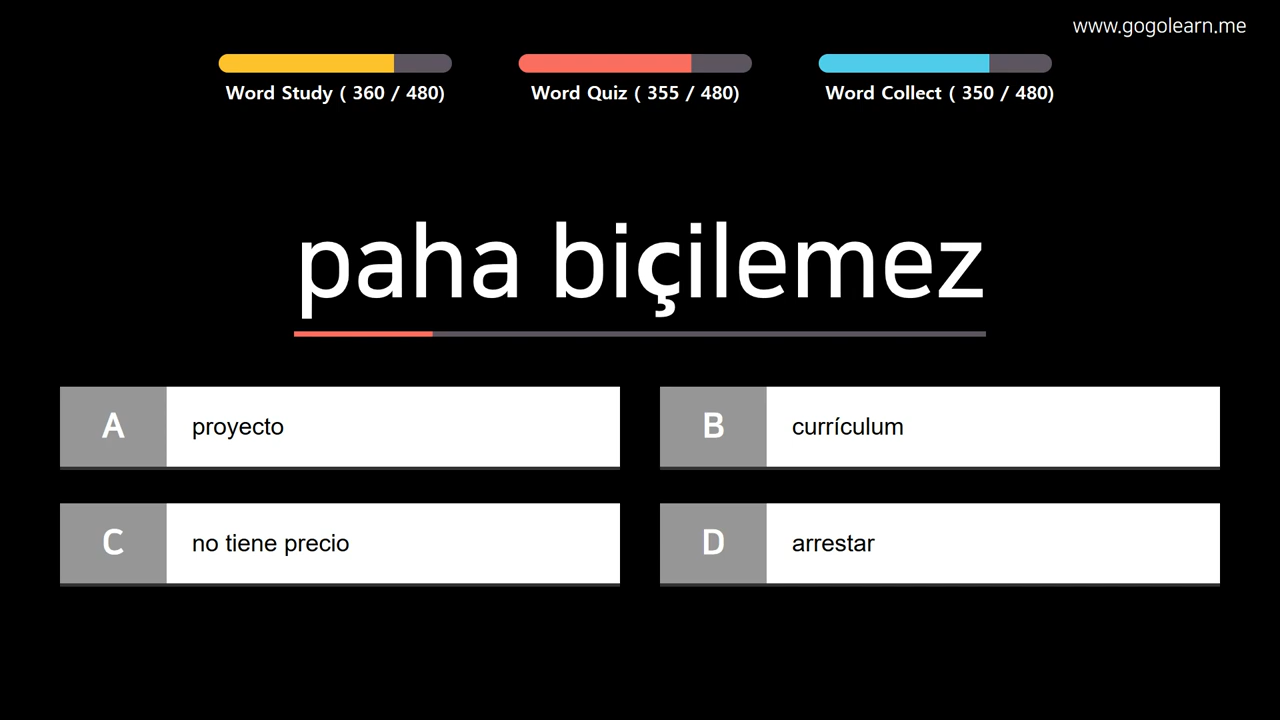 www.gogolearn.me
Word Study ( 360 / 480)
Word Quiz ( 355 / 480)
Word Collect ( 350 / 480)
paha biçilemez
A proyecto
B currículum
C no tiene precio
D arrestar